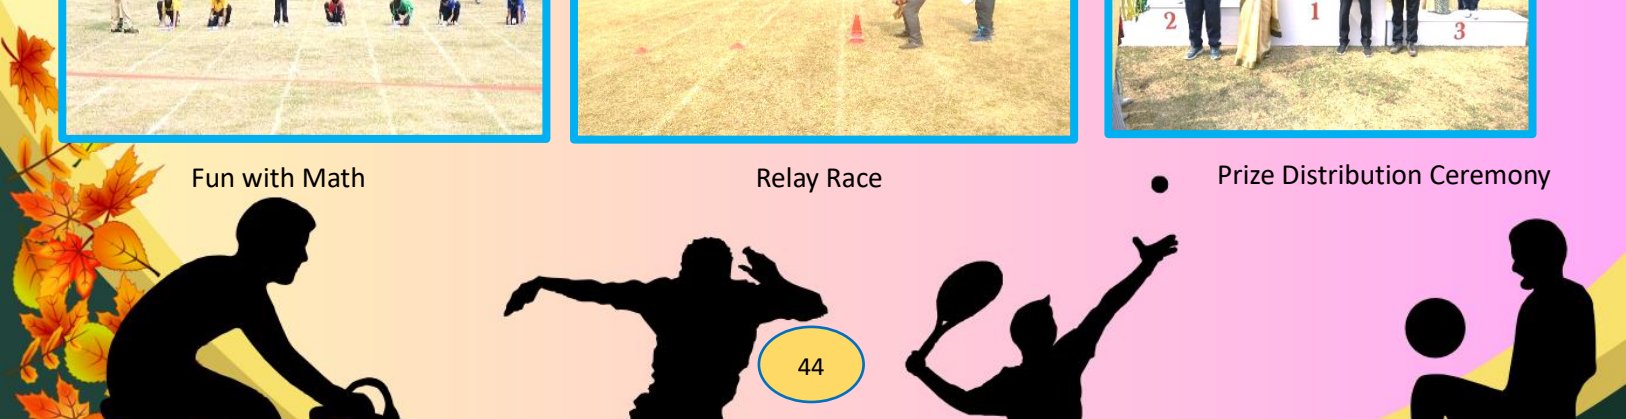 2 1 3
Fun with Math
Relay Race
Prize Distribution Ceremony
44